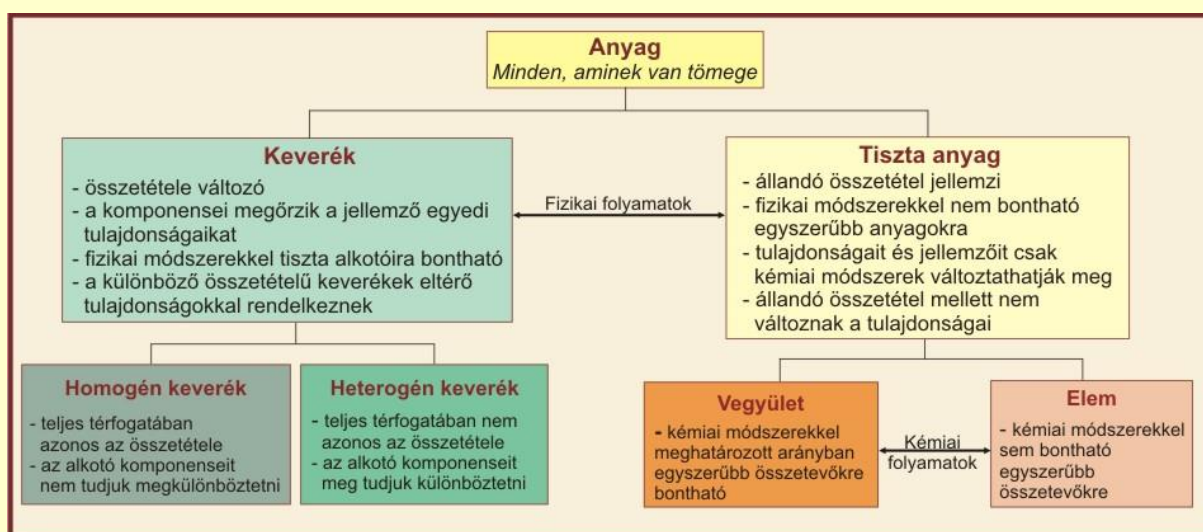 Anyag
Minden, aminek van tömege
Keverék
- összetétele változó
- a komponensei megőrzik a jellemző egyedi
tulajdonságaikat
- fizikai módszerekkel tiszta alkotóira bontható
- a különböző összetételű keverékek eltérő
tulajdonságokkal rendelkeznek
Fizikai folyamatok
Tiszta anyag
- állandó összetétel jellemzi
- fizikai módszerekkel nem bontható
egyszerűbb anyagokra
- tulajdonságait és jellemzőit csak
kémiai módszerek változtathatják meg
- állandó összetétel mellett nem
változnak a tulajdonságai
Homogén keverék
- teljes térfogatában
azonos az összetétele
- az alkotó komponenseit
nem tudjuk megkülönböztetni
Heterogén keverék
- teljes térfogatában nem
azonos az összetétele
- az alkotó komponenseit
meg tudjuk különböztetni
Vegyület
- kémiai módszerekkel
meghatározott arányban
egyszerűbb összetevőkre
bontható
Kémiai
folyamatok
Elem
- kémiai módszerekkel
sem bontható
egyszerűbb
összetevőkre